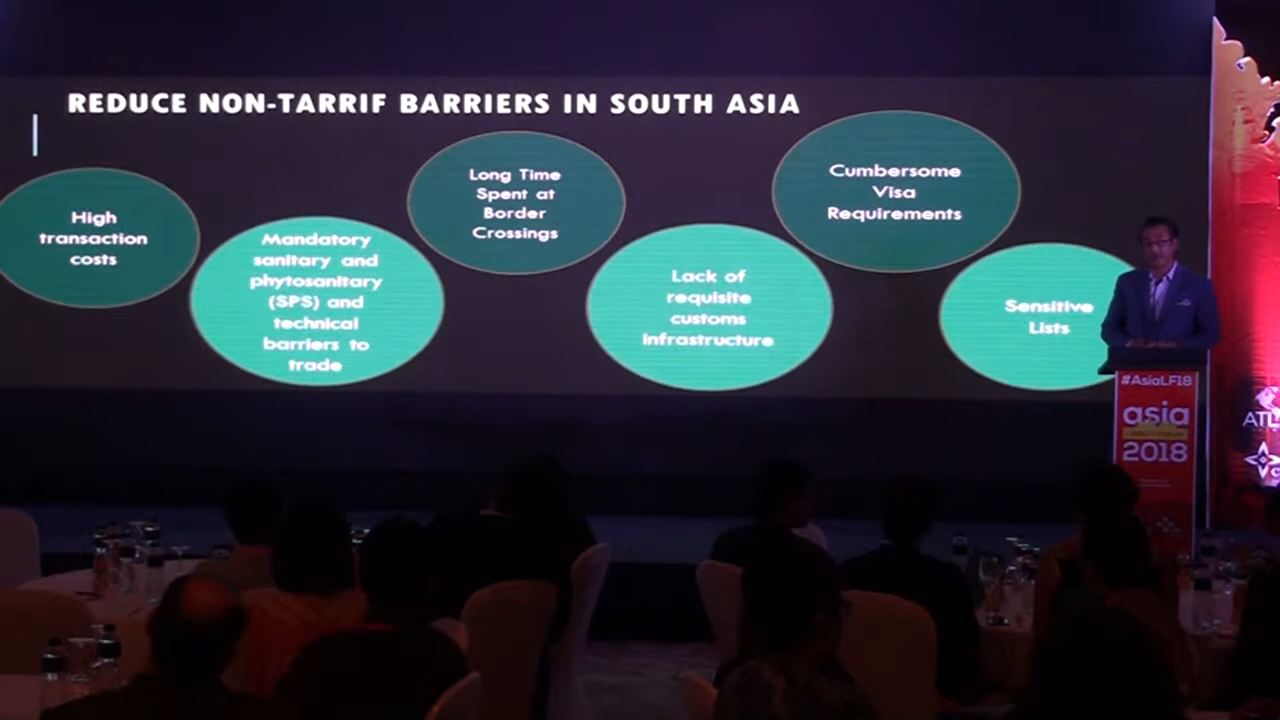 REDUCE NON-TARRIF BARRIERS IN SOUTH ASIA
High
transaction
costs
Mandatory
sanitary and
phytosanitary
(SPS) and
technical
barriers to
trade
Long Time
Spent at
Border
Crossings
Lack of
requisite
customs
infrastructure
Cumbersome
Visa
Requirements
Sensitive
Lists
#AsiaLF18
asia
2018
ATL